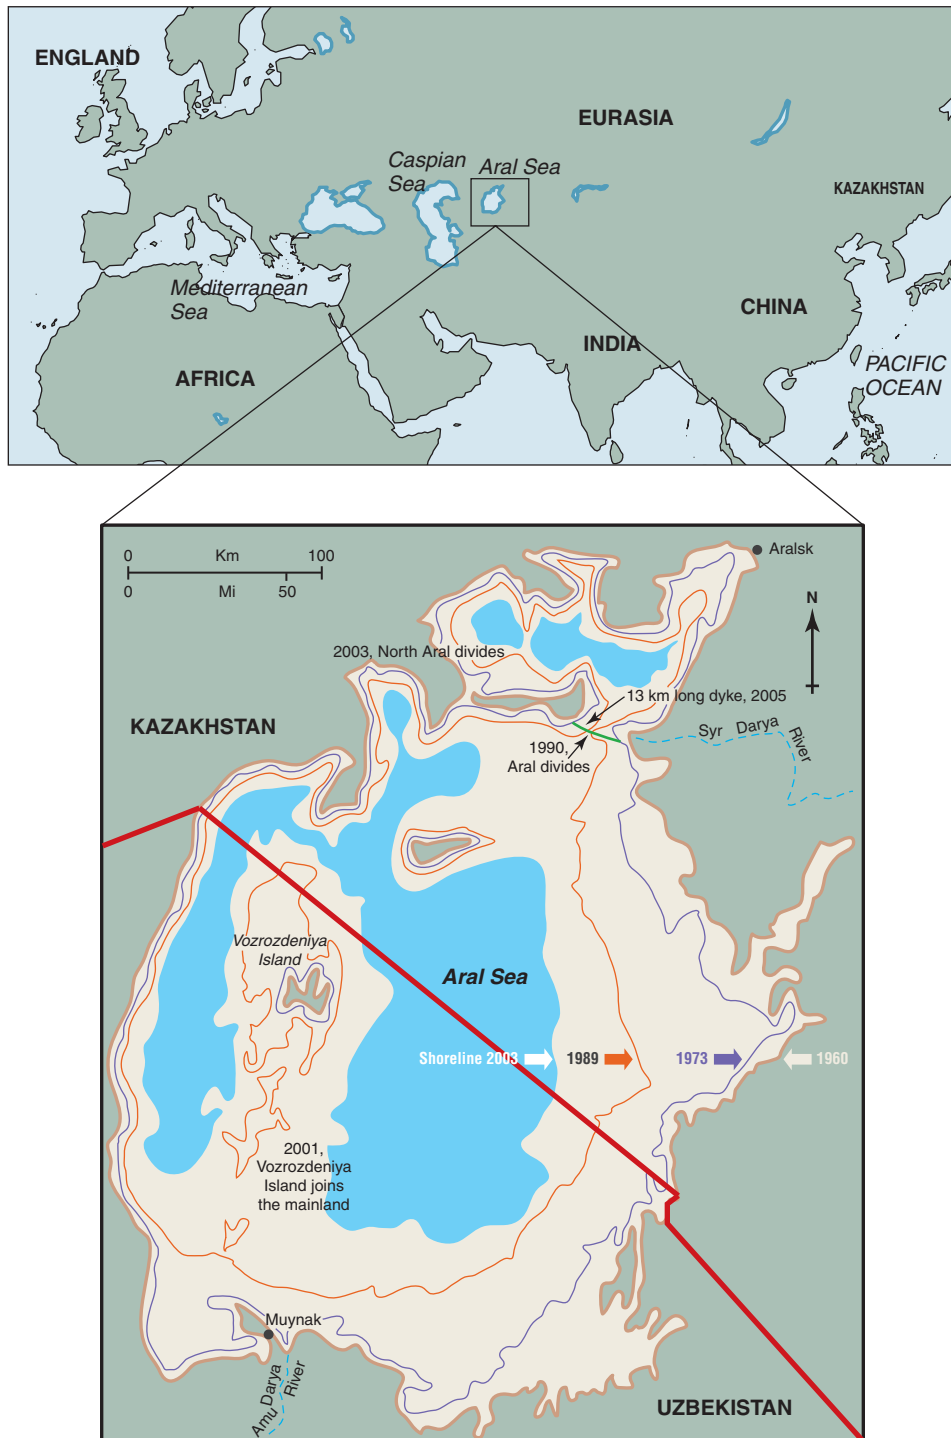 ENGLAND
EURASIA
Caspian
Sea
Aral Sea
KAZAKHSTAN
Mediterranean
Sea
CHINA
INDIA
AFRICA
PACIFIC
OCEAN
0 Km 100
0 Mi 50
Aralsk
N
2003, North Aral divides
13 km long dyke, 2005
KAZAKHSTAN
1990,
Aral divides
Syr Darya
River
Vozrozdeniya
Island
Aral Sea
Shoreline 2003
1989
1973
1960
2001,
Vozrozdeniya
Island joins
the mainland
Muynak
Amu Darya
River
UZBEKISTAN